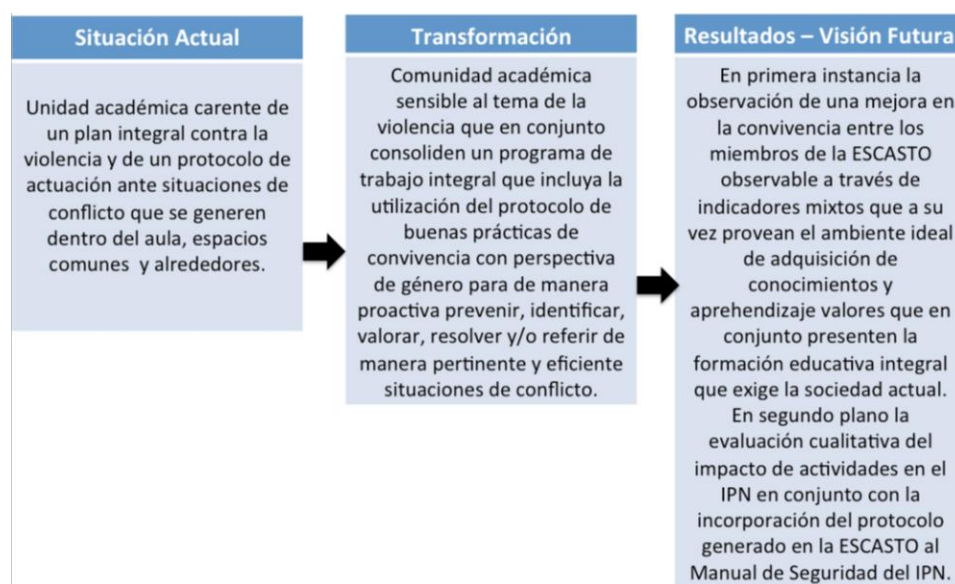 Situación Actual
Unidad académica carente de
un plan integral contra la
violencia y de un protocolo de
actuación ante situaciones de
conflicto que se generen
dentro del aula, espacios
comunes y alrededores.
Transformación
Comunidad académica
sensible al tema de la
violencia que en conjunto
consoliden un programa de
trabajo integral que incluya la
utilización del protocolo de
buenas prácticas de
convivencia con perspectiva
de género para de manera
proactiva prevenir, identificar,
valorar, resolver y/o referir de
manera pertinente y eficiente
situaciones de conflicto.
Resultados – Visión Futura
En primera instancia la
observación de una mejora en
la convivencia entre los
miembros de la ESCASTO
observable a través de
indicadores mixtos que a su
vez provean el ambiente ideal
de adquisición de
conocimientos y
aprehendizaje valores que en
conjunto presenten la
formación educativa integral
que exige la sociedad actual.
En segundo plano la
evaluación cualitativa del
impacto de actividades en el
IPN en conjunto con la
incorporación del protocolo
generado en la ESCASTO al
Manual de Seguridad del IPN.